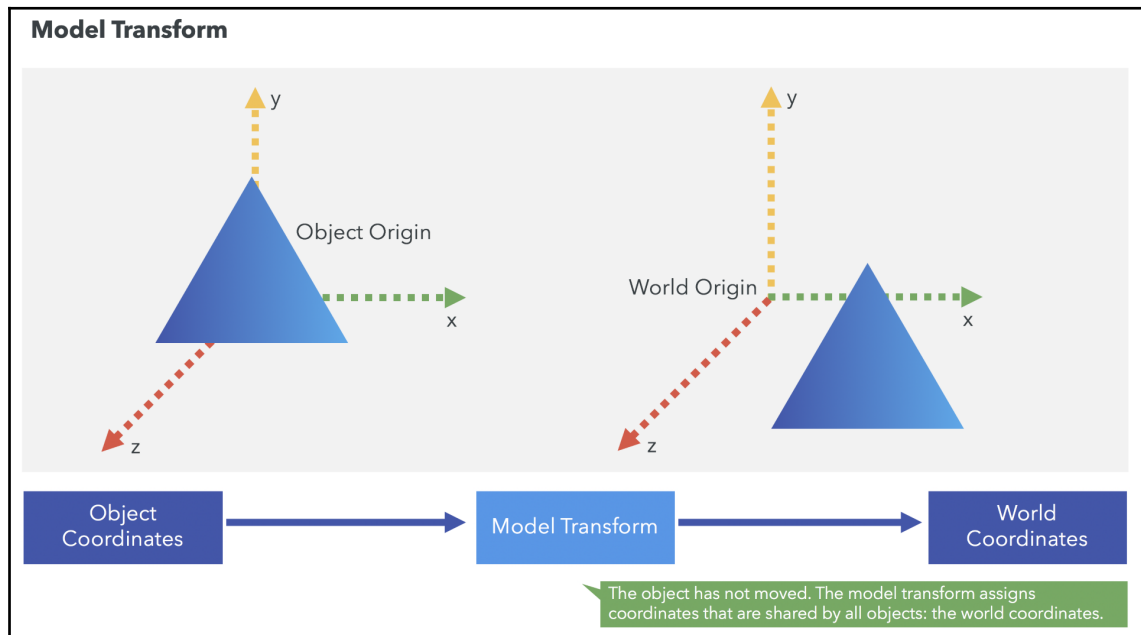 Model Transform
y
Object Origin
x
z
y
World Origin
x
z
Object
Coordinates
Model Transform
World
Coordinates
The object has not moved. The model transform assigns
coordinates that are shared by all objects: the world coordinates.